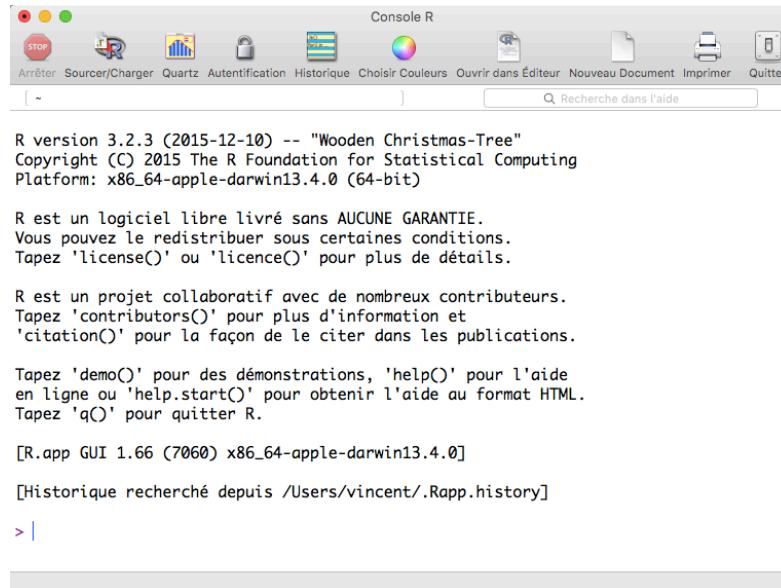 Console R
STOP
Arrêter Sourcer/Charger Quartz Autentification Historique Choisir Couleurs Ouvrir dans Éditeur Nouveau Document Imprimer Quitte
~
Recherche dans l'aide
R version 3.2.3 (2015-12-10) -- "Wooden Christmas-Tree"
Copyright (C) 2015 The R Foundation for Statistical Computing
Platform: x86_64-apple-darwin13.4.0 (64-bit)
R est un logiciel libre livré sans AUCUNE GARANTIE.
Vous pouvez le redistribuer sous certaines conditions.
Tapez 'license()' ou 'licence()' pour plus de détails.
R est un projet collaboratif avec de nombreux contributeurs.
Tapez 'contributors()' pour plus d'information et
'citation()' pour la façon de le citer dans les publications.
Tapez 'demo()' pour des démonstrations, 'help()' pour l'aide
en ligne ou 'help.start()' pour obtenir l'aide au format HTML.
Tapez 'q()' pour quitter R.
[R.app GUI 1.66 (7060) x86_64-apple-darwin13.4.0]
[Historique recherché depuis /Users/vincent/.Rapp.history]
>